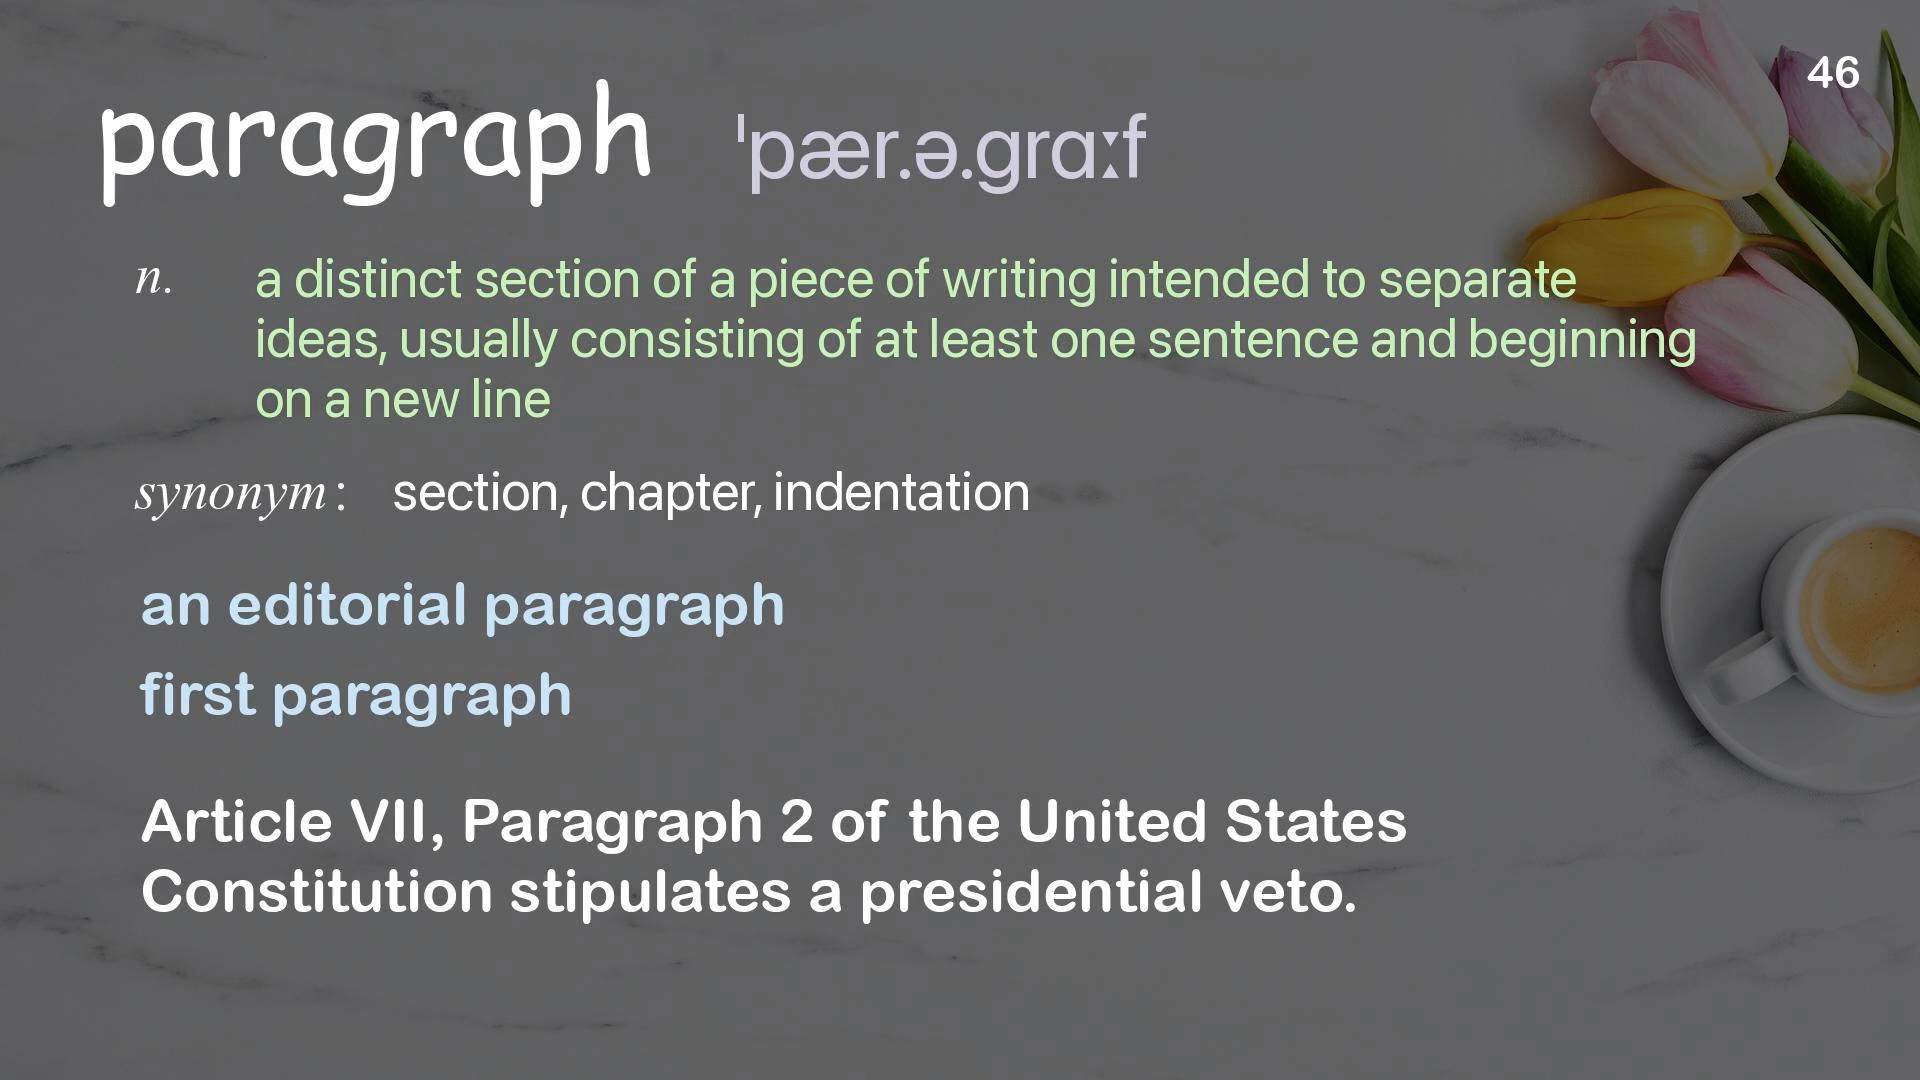 46
paragraph ˈpær.ə.grɑːf
n. a distinct section of a piece of writing intended to separate
ideas, usually consisting of at least one sentence and beginning
on a new line
synonym: section, chapter, indentation
an editorial paragraph
first paragraph
Article VII, Paragraph 2 of the United States
Constitution stipulates a presidential veto.